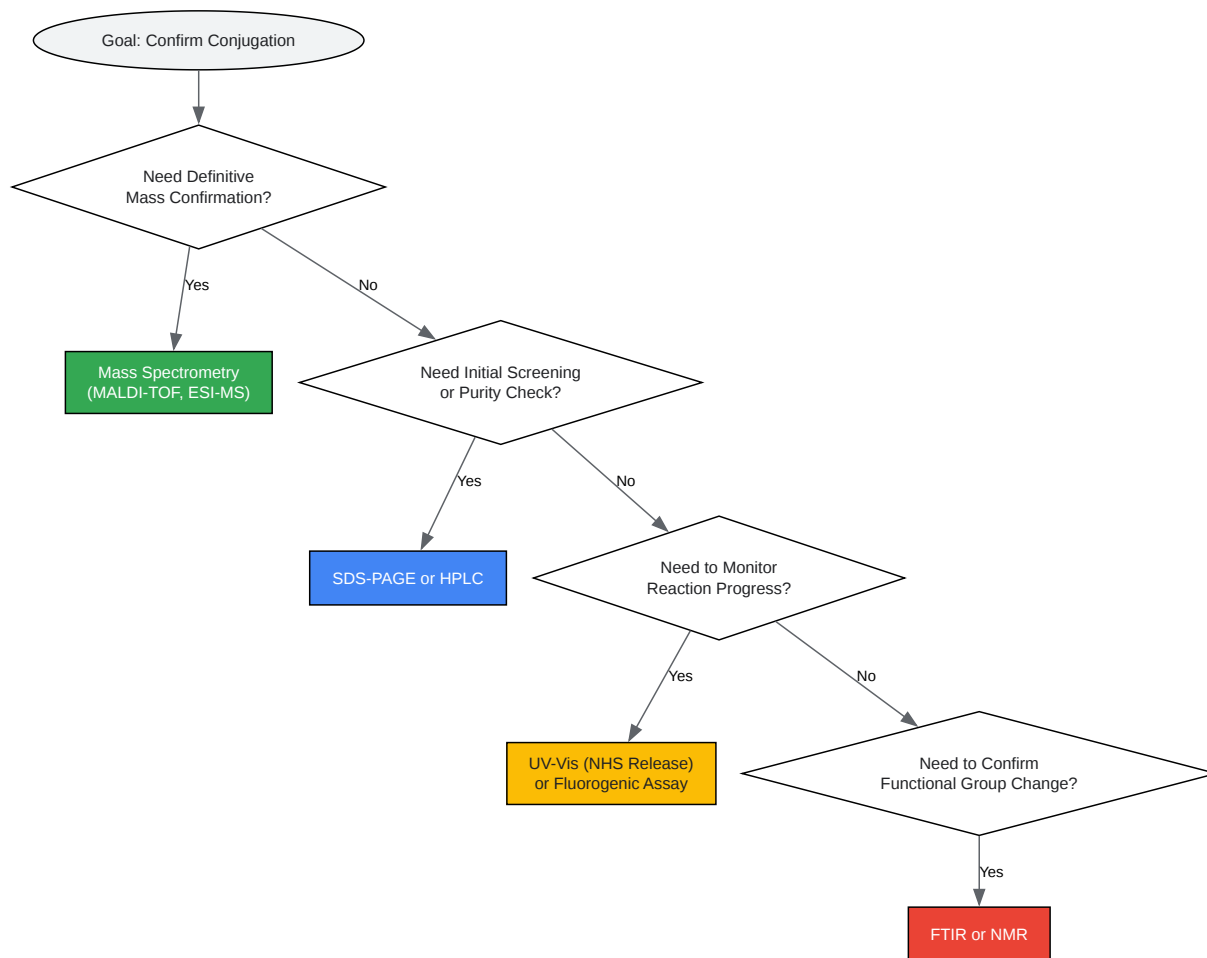 Goal: Confirm Conjugation
Need Definitive
Mass Confirmation?
Yes
No
Mass Spectrometry
(MALDI-TOF, ESI-MS)
Need Initial Screening
or Purity Check?
Yes
No
SDS-PAGE or HPLC
Need to Monitor
Reaction Progress?
Yes
No
UV-Vis (NHS Release)
or Fluorogenic Assay
Need to Confirm
Functional Group Change?
Yes
FTIR or NMR